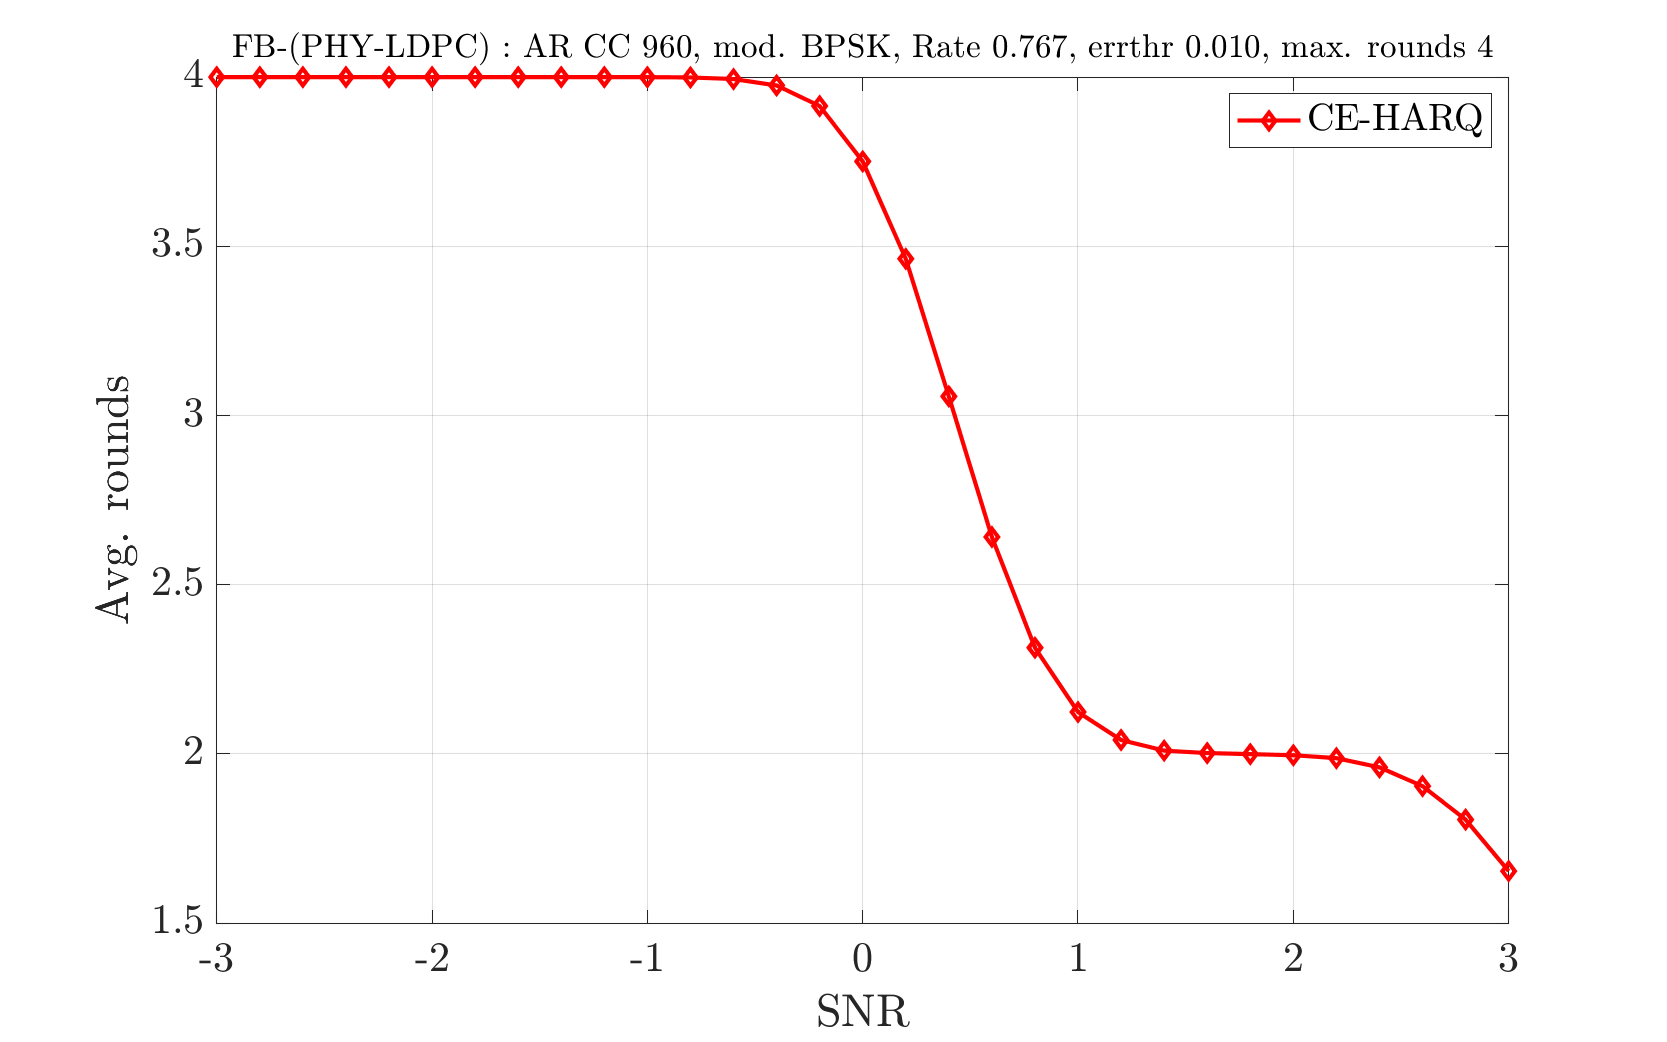 FB-(PHY-LDPC) : AR CC 960, mod. BPSK, Rate 0.767, errthr 0.010, max. rounds 4
CE-HARQ
4
3.5
3
2.5
2
1.5
Avg. rounds
-3 -2 -1 0 1 2 3
SNR